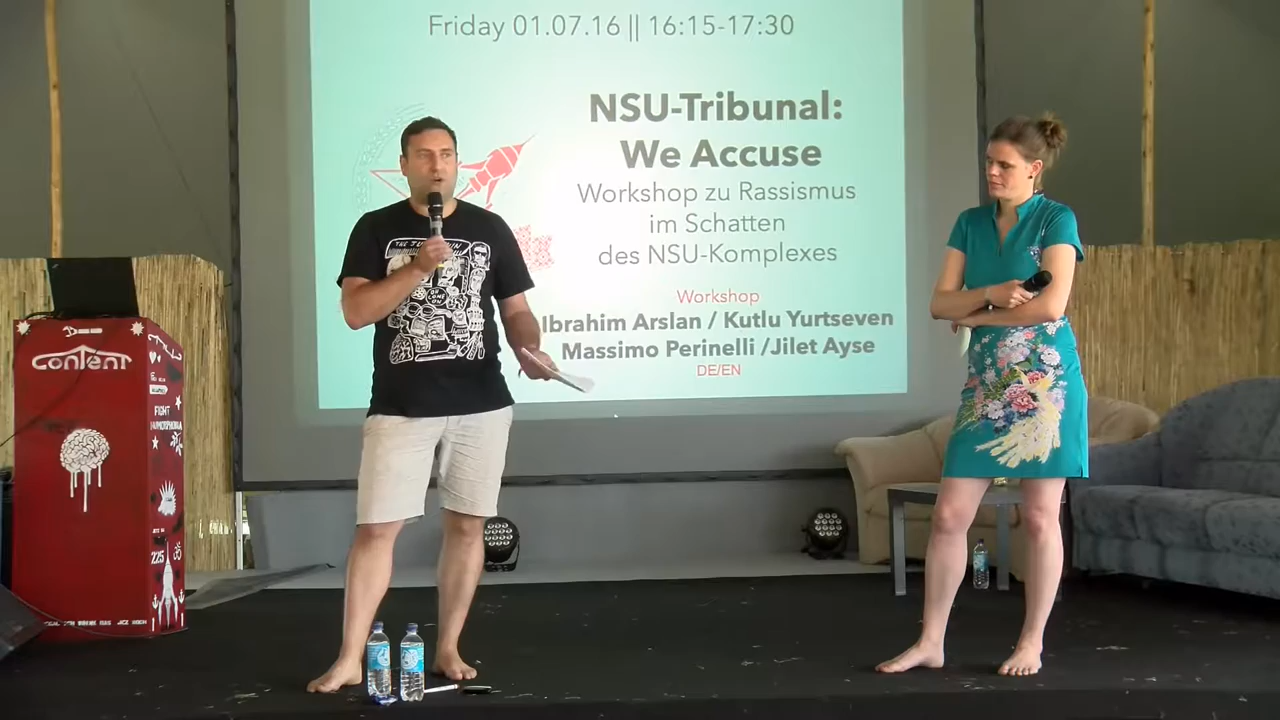 Friday 01.07.16 || 16:15-17:30
NSU-Tribunal:
We Accuse
Workshop zu Rassismus
im Schatten
des NSU-Komplexes
Workshop
Ibrahim Arslan / Kutlu Yurtseven
Massimo Perinelli /Jilet Ayse
DE/EN
content
FIGHT
225